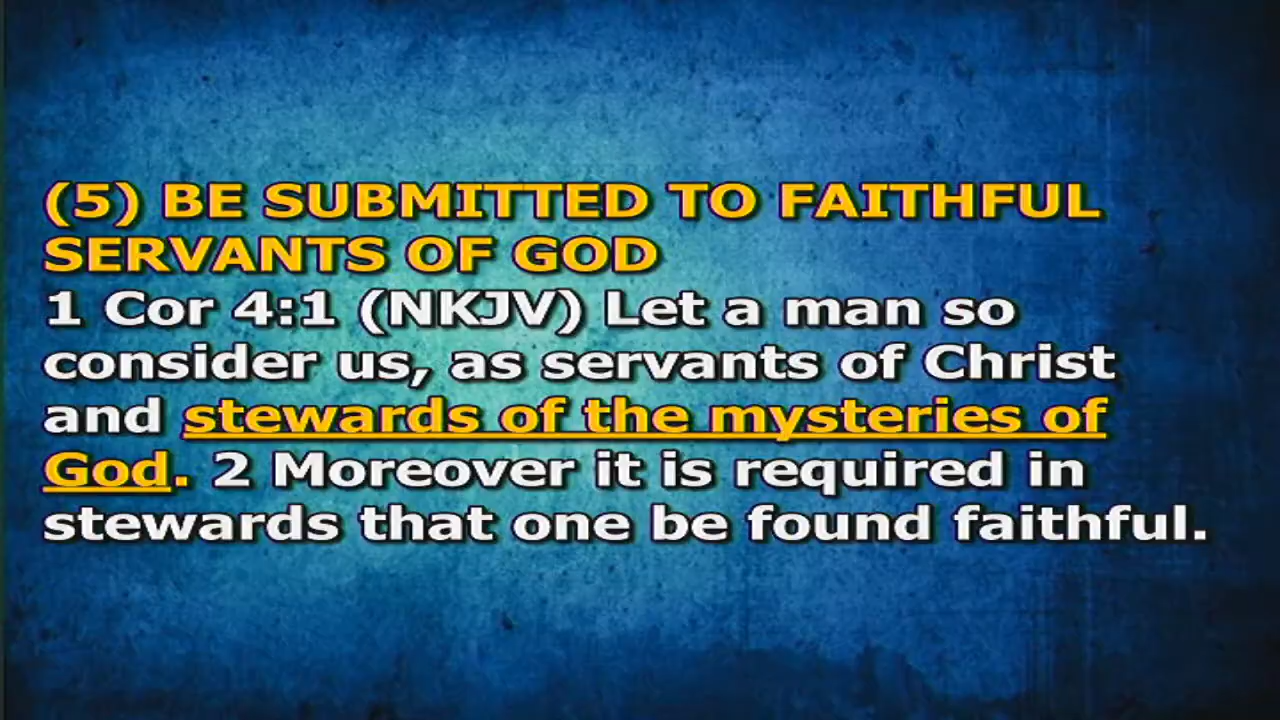 (5) BE SUBMITTED TO FAITHFUL
SERVANTS OF GOD
1 Cor 4:1 (NKJV) Let a man so
consider us, as servants of Christ
and stewards of the mysteries of
God. 2 Moreover it is required in
stewards that one be found faithful.